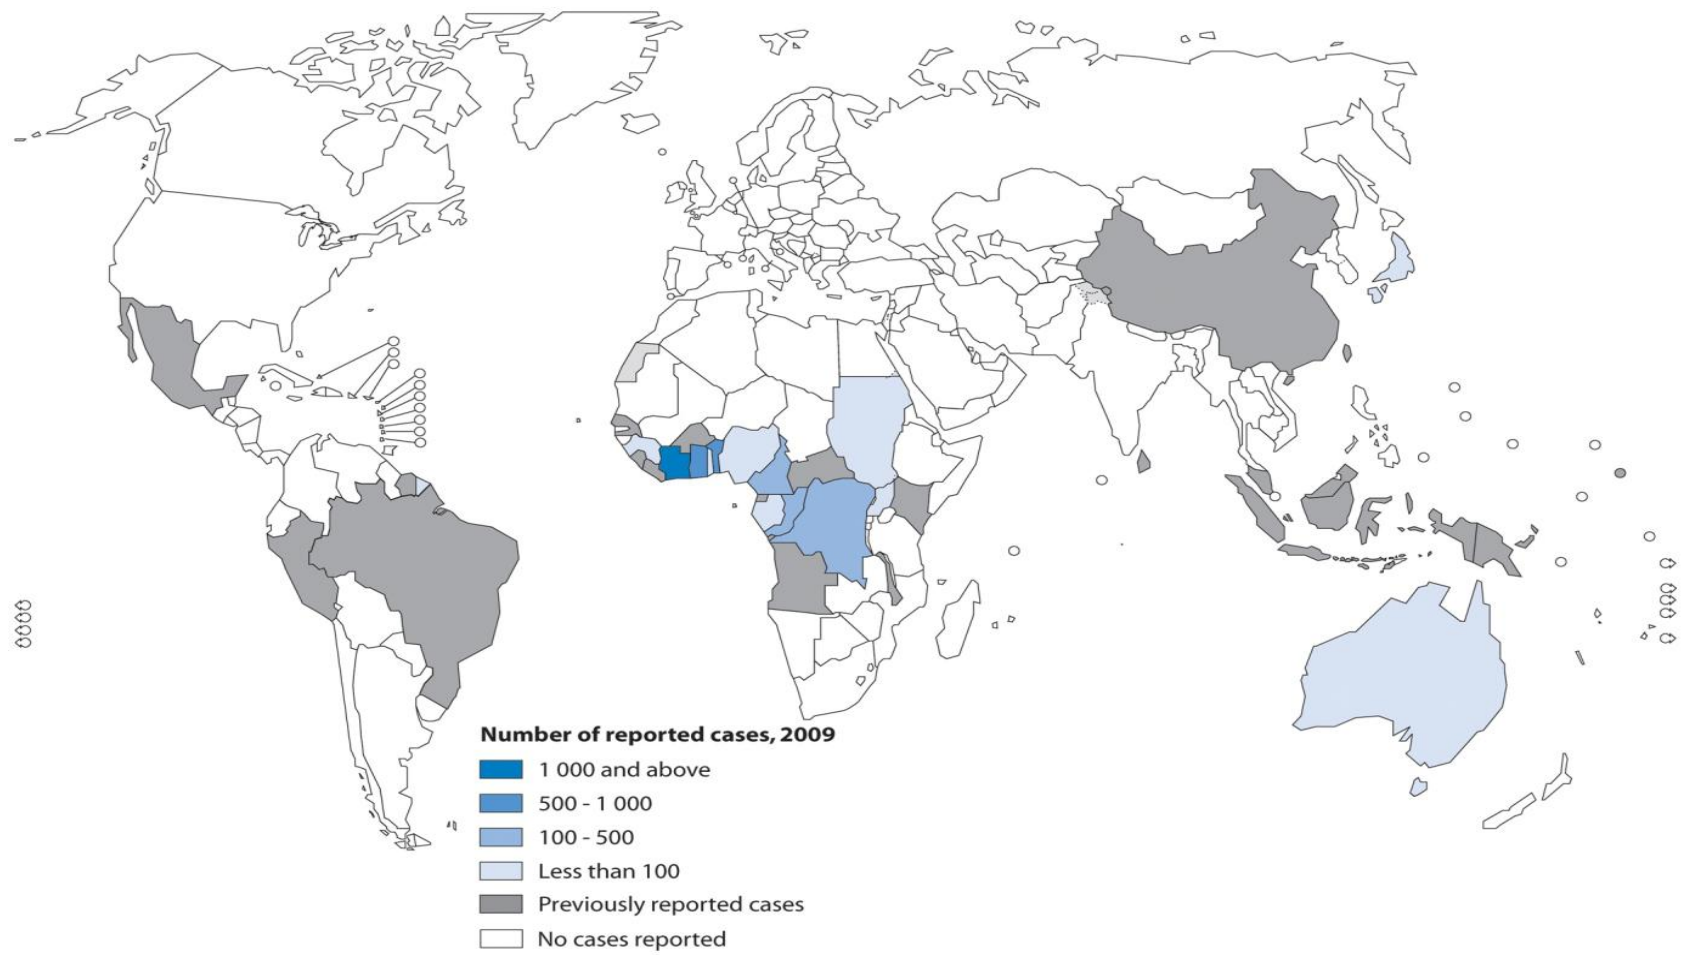 Number of reported cases, 2009
1 000 and above
500 - 1 000
100 - 500
Less than 100
Previously reported cases
No cases reported